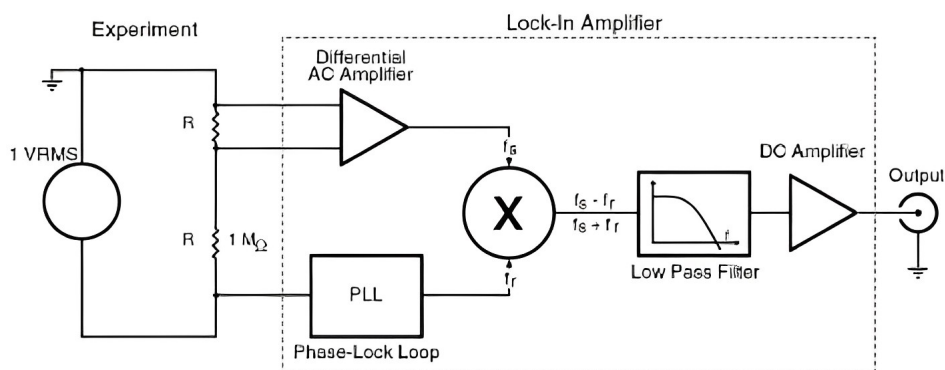 Lock-In Amplifier
Experiment
Differential
AC Amplifier
R
1 VRMS
fs
DC Amplifier
Output
X
fs - fr
fs + fr
R
1 MΩ
f
Low Pass Filter
fr
PLL
Phase-Lock Loop